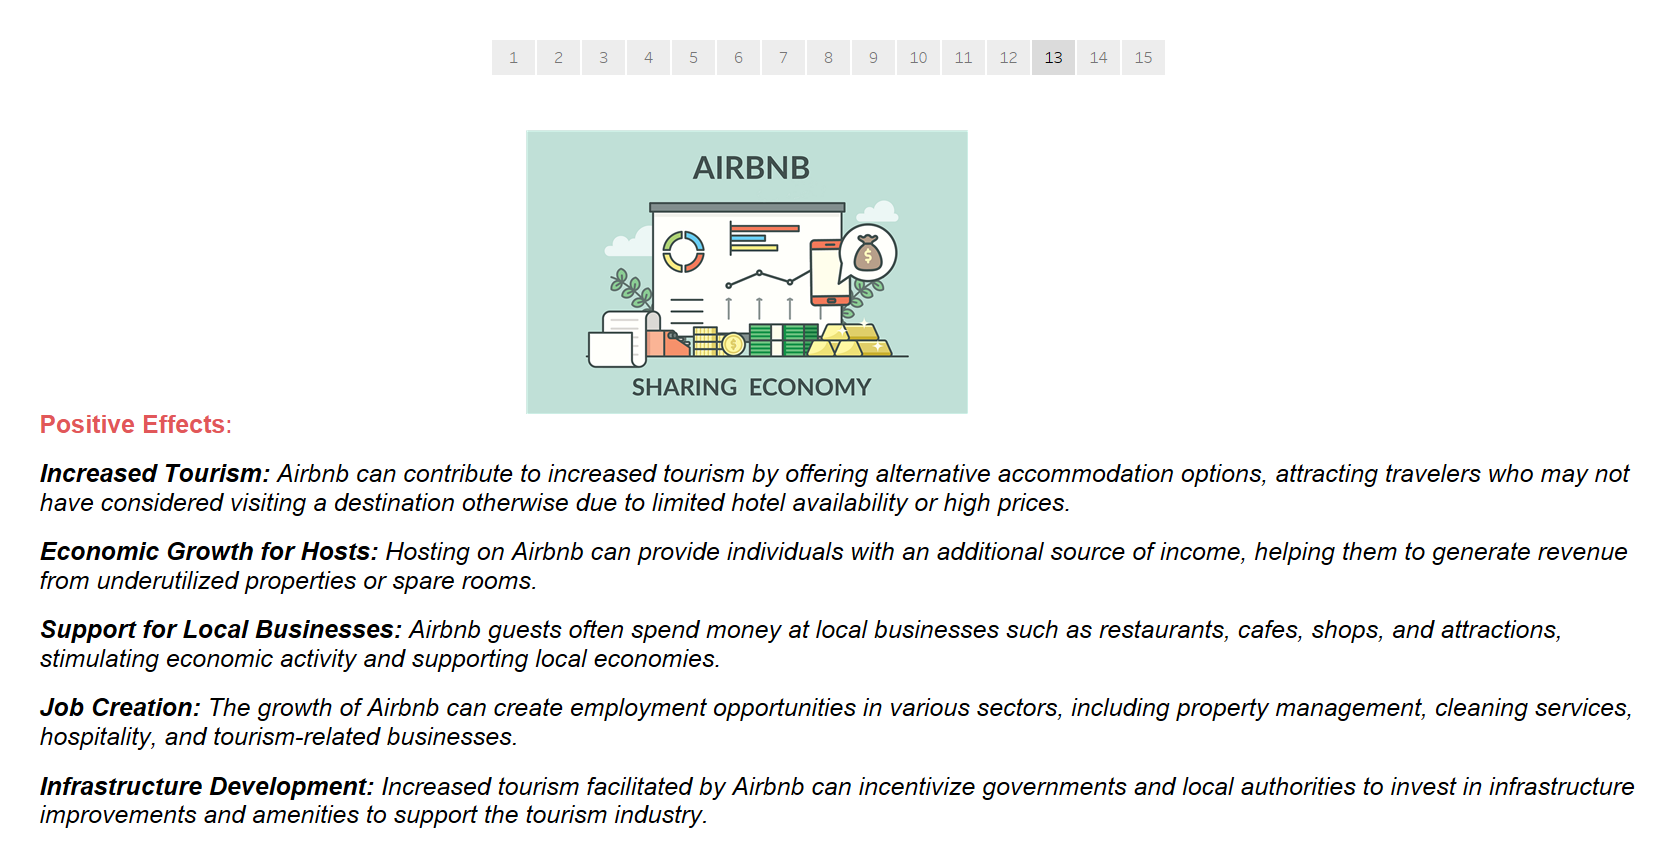 1 2 3 4 5 6 7 8 9 10 11 12 13 14 15
AIRBNB
$
$
SHARING ECONOMY
Positive Effects:
Increased Tourism: Airbnb can contribute to increased tourism by offering alternative accommodation options, attracting travelers who may not
have considered visiting a destination otherwise due to limited hotel availability or high prices.
Economic Growth for Hosts: Hosting on Airbnb can provide individuals with an additional source of income, helping them to generate revenue
from underutilized properties or spare rooms.
Support for Local Businesses: Airbnb guests often spend money at local businesses such as restaurants, cafes, shops, and attractions,
stimulating economic activity and supporting local economies.
Job Creation: The growth of Airbnb can create employment opportunities in various sectors, including property management, cleaning services,
hospitality, and tourism-related businesses.
Infrastructure Development: Increased tourism facilitated by Airbnb can incentivize governments and local authorities to invest in infrastructure
improvements and amenities to support the tourism industry.